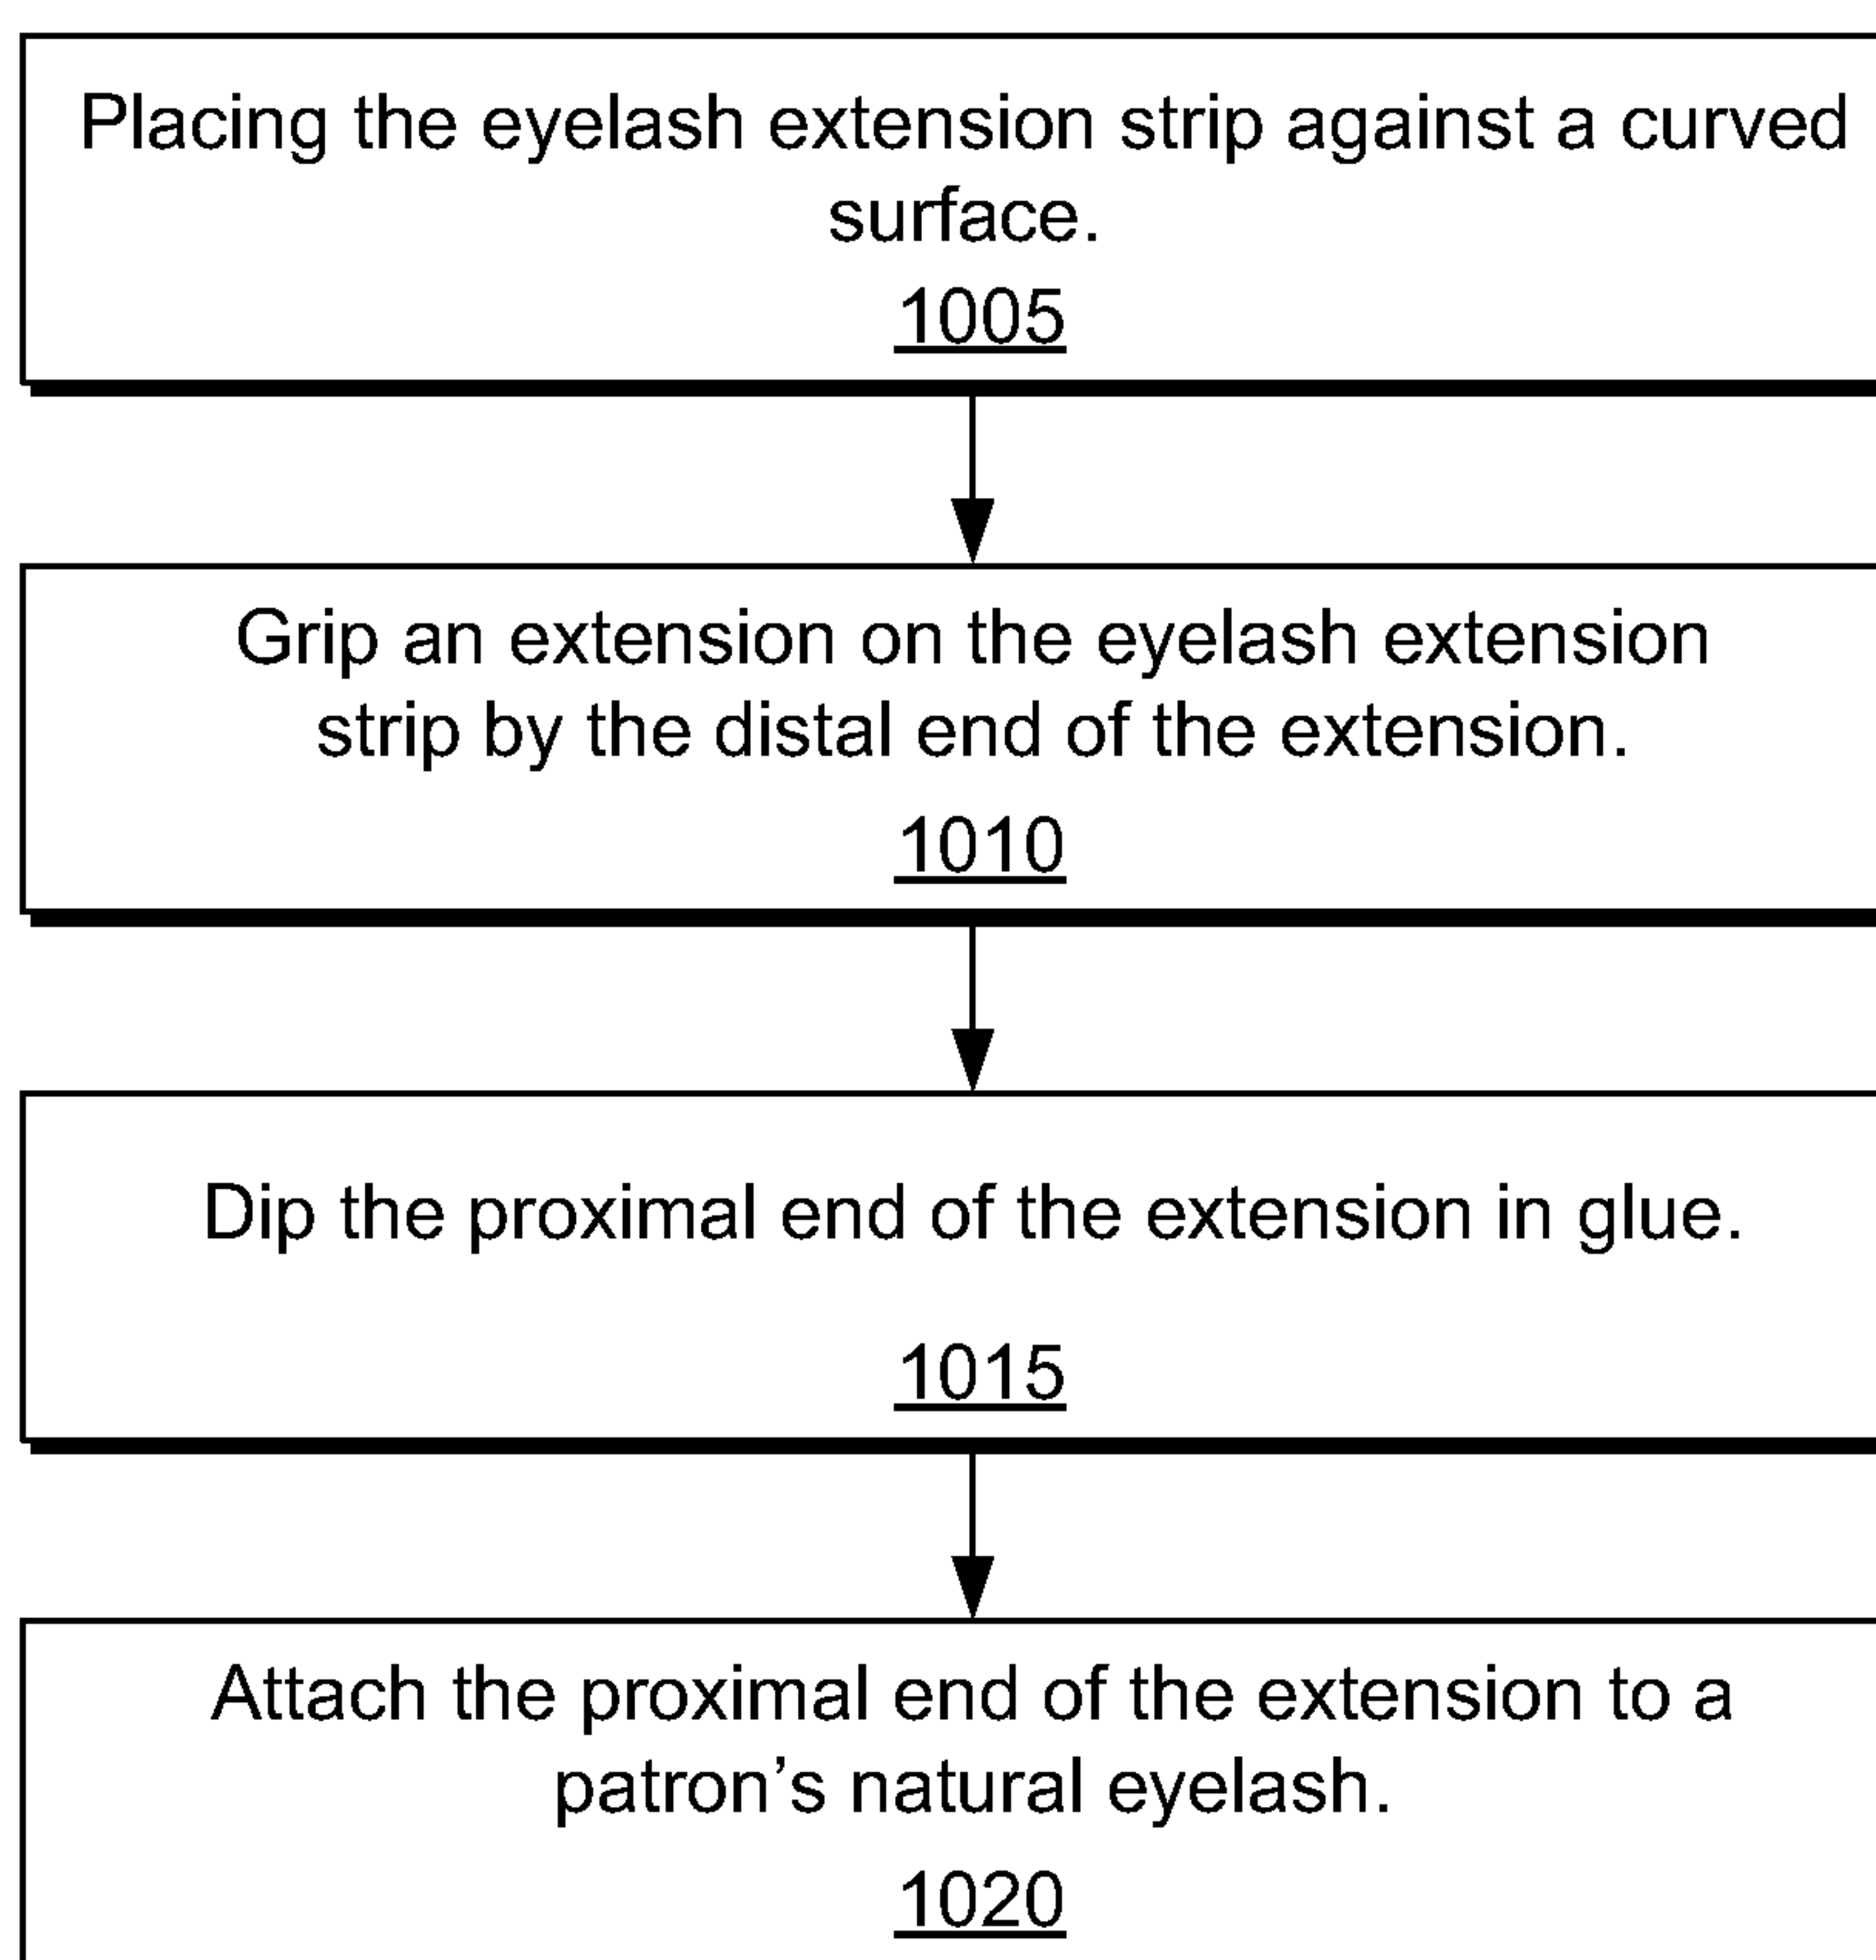 Placing the eyelash extension strip against a curved
surface.
1005
Grip an extension on the eyelash extension
strip by the distal end of the extension.
1010
Dip the proximal end of the extension in glue.
1015
Attach the proximal end of the extension to a
patron’s natural eyelash.
1020